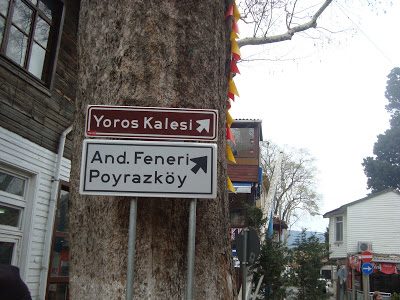 Yoros Kalesi
And. Feneri
Poyrazköy